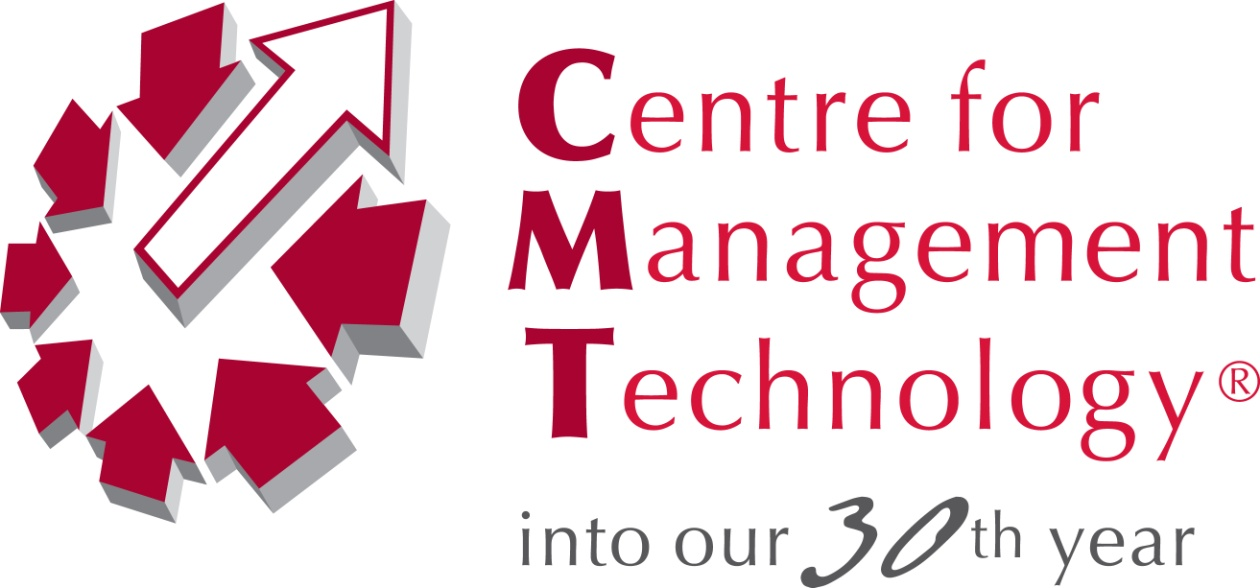 Centre for
Management
Technology®
into our 30th year